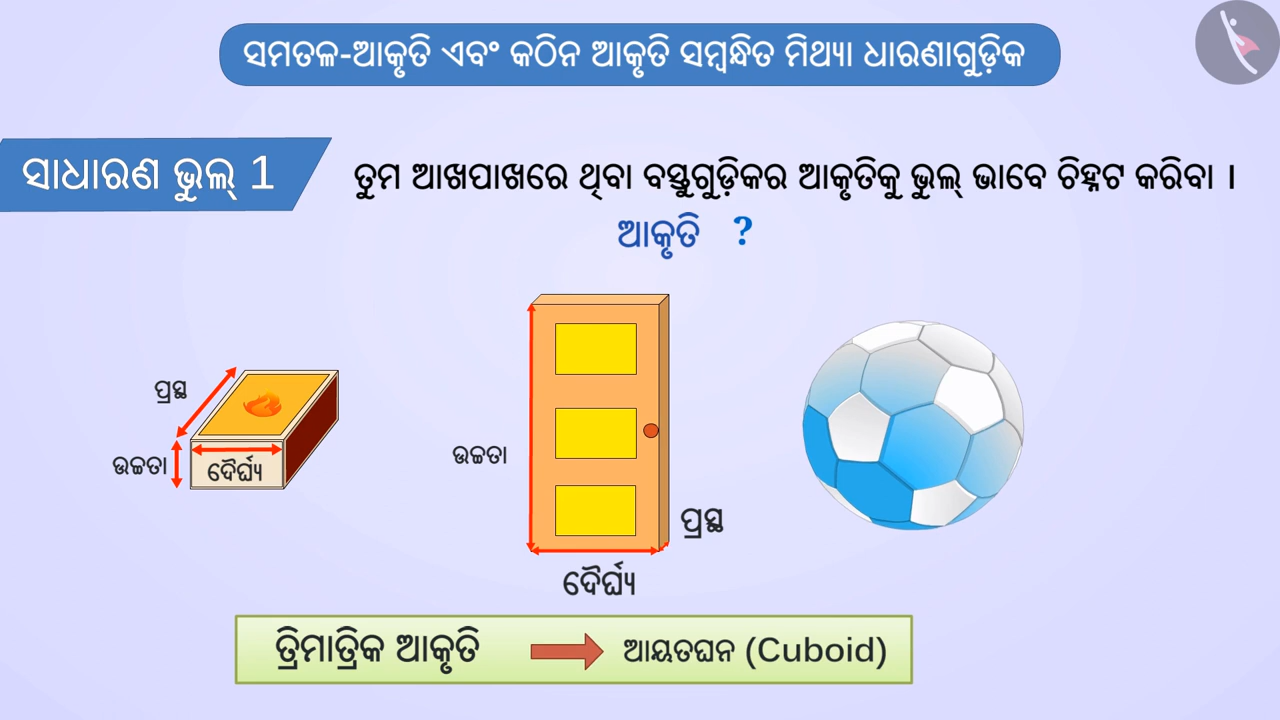 ସମତଳ-ଆକୃତି ଏବଂ କଠିନ ଆକୃତି ସମ୍ବନ୍ଧିତ ମିଥ୍ୟା ଧାରଣାଗୁଡ଼ିକ
ସାଧାରଣ ଭୁଲ୍ 1
ତୁମ ଆଖପାଖରେ ଥିବା ବସ୍ତୁଗୁଡ଼ିକର ଆକୃତିକୁ ଭୁଲ୍ ଭାବେ ଚିହ୍ନଟ କରିବା ।
ଆକୃତି ?
ପ୍ରସ୍ଥ
ଉଚ୍ଚତା
ଦୈର୍ଘ୍ୟ
ଉଚ୍ଚତା
ପ୍ରସ୍ଥ
ଦୈର୍ଘ୍ୟ
ତ୍ରିମାତ୍ରିକ ଆକୃତି → ଆୟତଘନ (Cuboid)